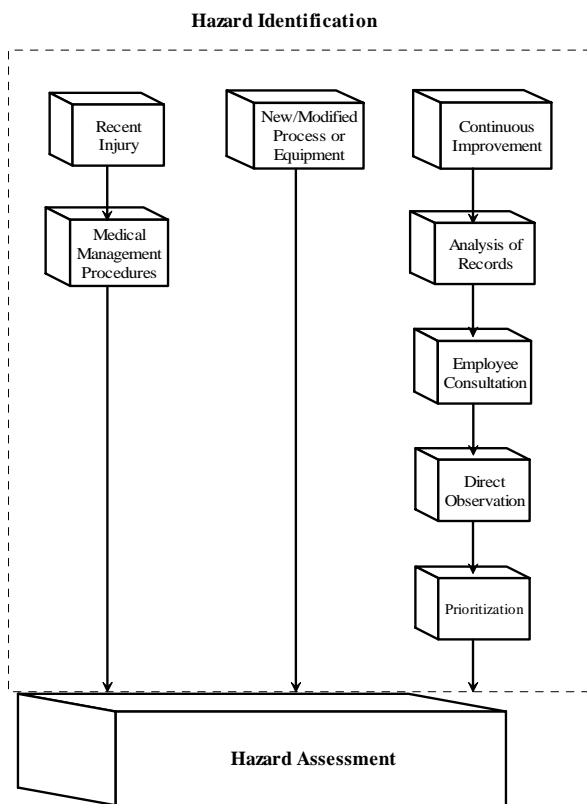 Hazard Identification
Recent
Injury
New/Modified
Process or
Equipment
Continuous
Improvement
Medical
Management
Procedures
Analysis of
Records
Employee
Consultation
Direct
Observation
Prioritization
Hazard Assessment